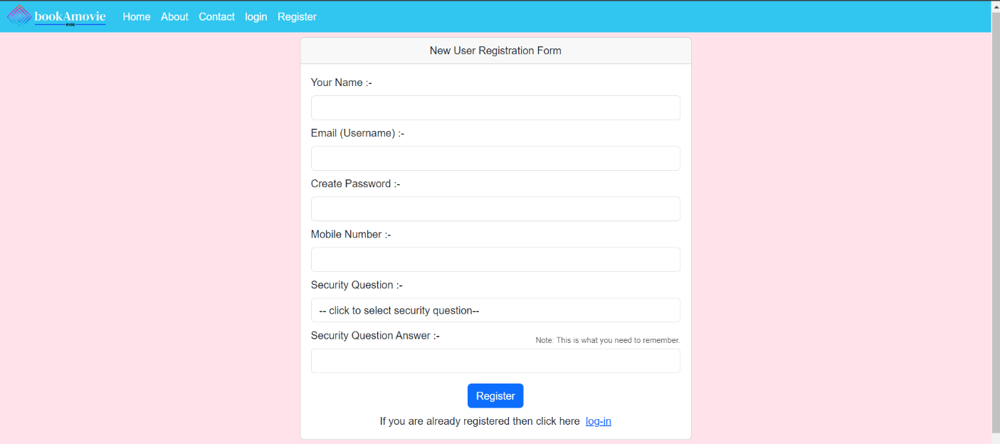 bookAmovie Home About Contact login Register
New User Registration Form
Your Name :-
Email (Username) :-
Create Password :-
Mobile Number :-
Security Question :-
-- click to select security question--
Security Question Answer :- Note: This is what you need to remember.
Register
If you are already registered then click here log-in